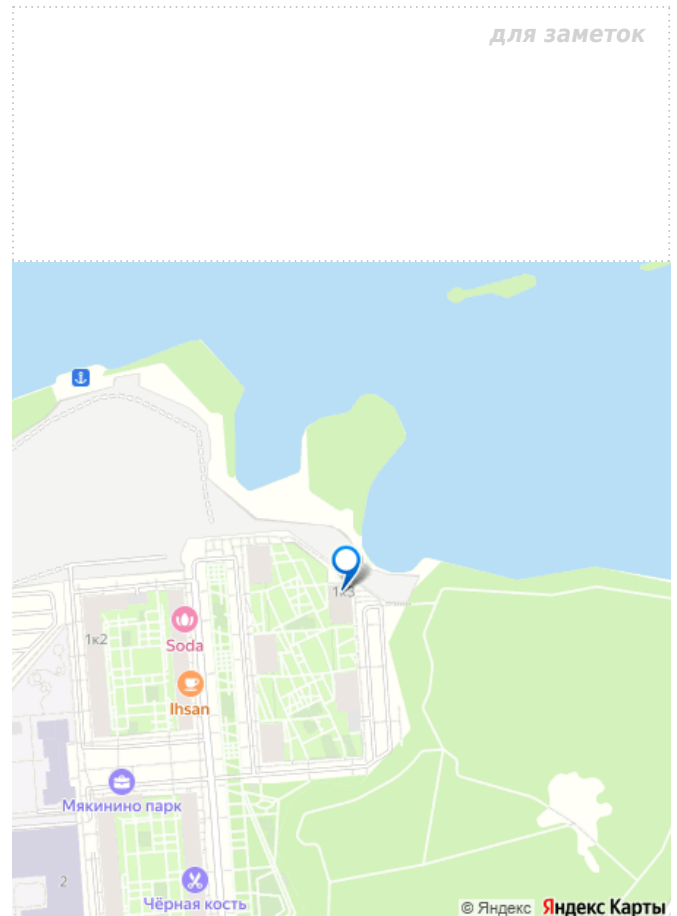 для заметок
1к3
1к2
Soda
Ihsan
Мякинино парк
2
Чёрная кость
© Яндекс Яндекс Карты